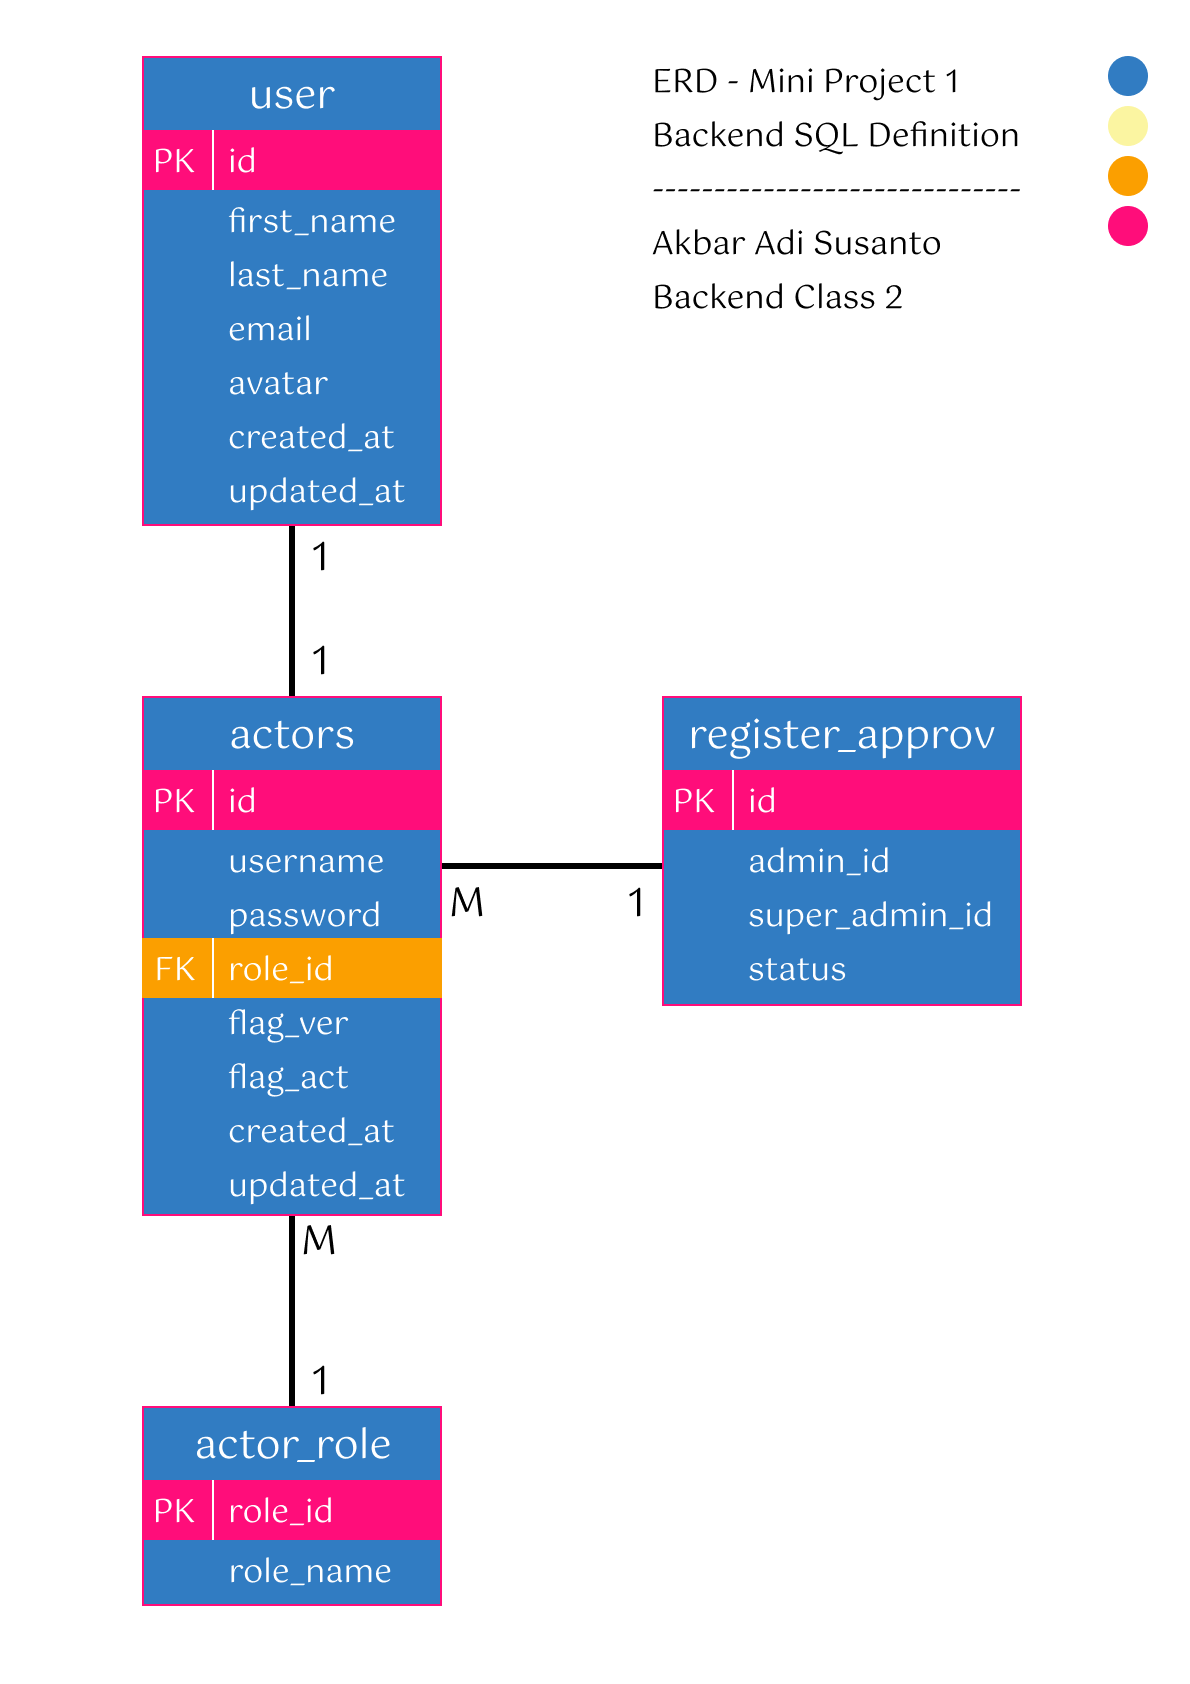 user
PK id
first_name
last_name
email
avatar
created_at
updated_at
ERD - Mini Project 1
Backend SQL Definition
------------------------------
Akbar Adi Susanto
Backend Class 2
1
1
actors
PK id
username
password
FK role_id
flag_ver
flag_act
created_at
updated_at
M
1
register_approv
PK id
admin_id
super_admin_id
status
M
1
actor_role
PK role_id
role_name